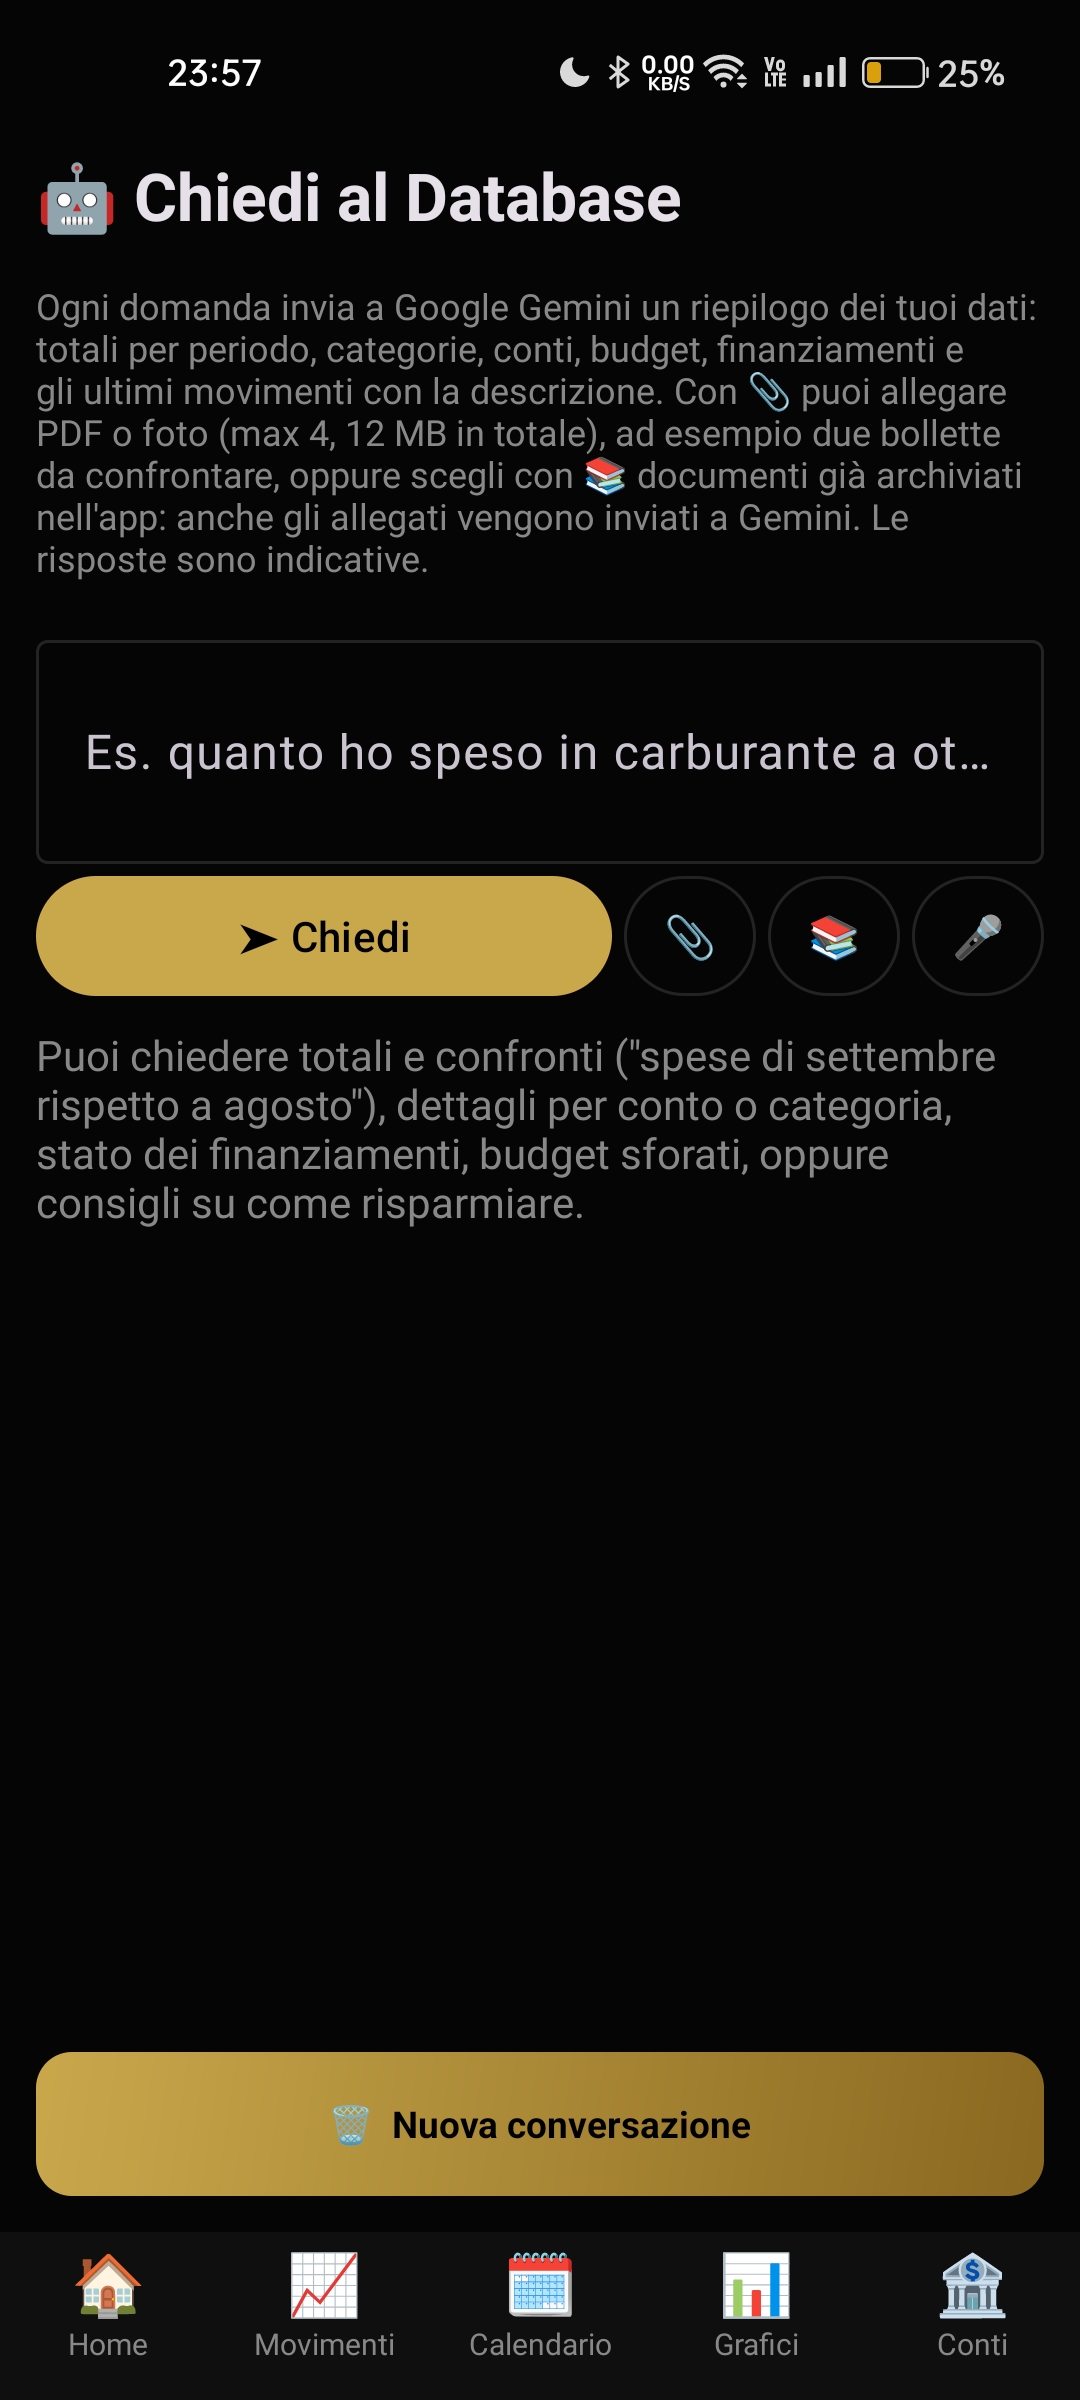 23:57
0.00 KB/S
Vo LTE
25%
Chiedi al Database
Ogni domanda invia a Google Gemini un riepilogo dei tuoi dati:
totali per periodo, categorie, conti, budget, finanziamenti e
gli ultimi movimenti con la descrizione. Con 📎 puoi allegare
PDF o foto (max 4, 12 MB in totale), ad esempio due bollette
da confrontare, oppure scegli con 📚 documenti già archiviati
nell'app: anche gli allegati vengono inviati a Gemini. Le
risposte sono indicative.
Es. quanto ho speso in carburante a ot…
➤ Chiedi
Puoi chiedere totali e confronti ("spese di settembre
rispetto a agosto"), dettagli per conto o categoria,
stato dei finanziamenti, budget sforati, oppure
consigli su come risparmiare.
Nuova conversazione
Home
Movimenti
Calendario
Grafici
Conti